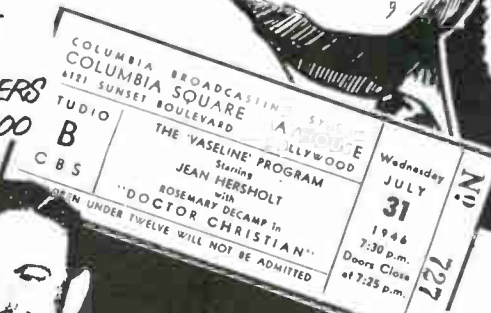 ERS
00
COLUMBIA BROADCASTING SYS
COLUMBIA SQUARE
6121 SUNSET BOULEVARD
TUDIO
B
CBS
THE 'VASELINE' PROGRAM
Starring
JEAN HERSHOLT
with
ROSEMARY DECAMP in
"DOCTOR CHRISTIAN"
UNDER TWELVE WILL NOT BE ADMITTED
Wednesday
JULY
31
1946
7:30 p.m.
Doors Close
at 7:25 p.m.
No 727